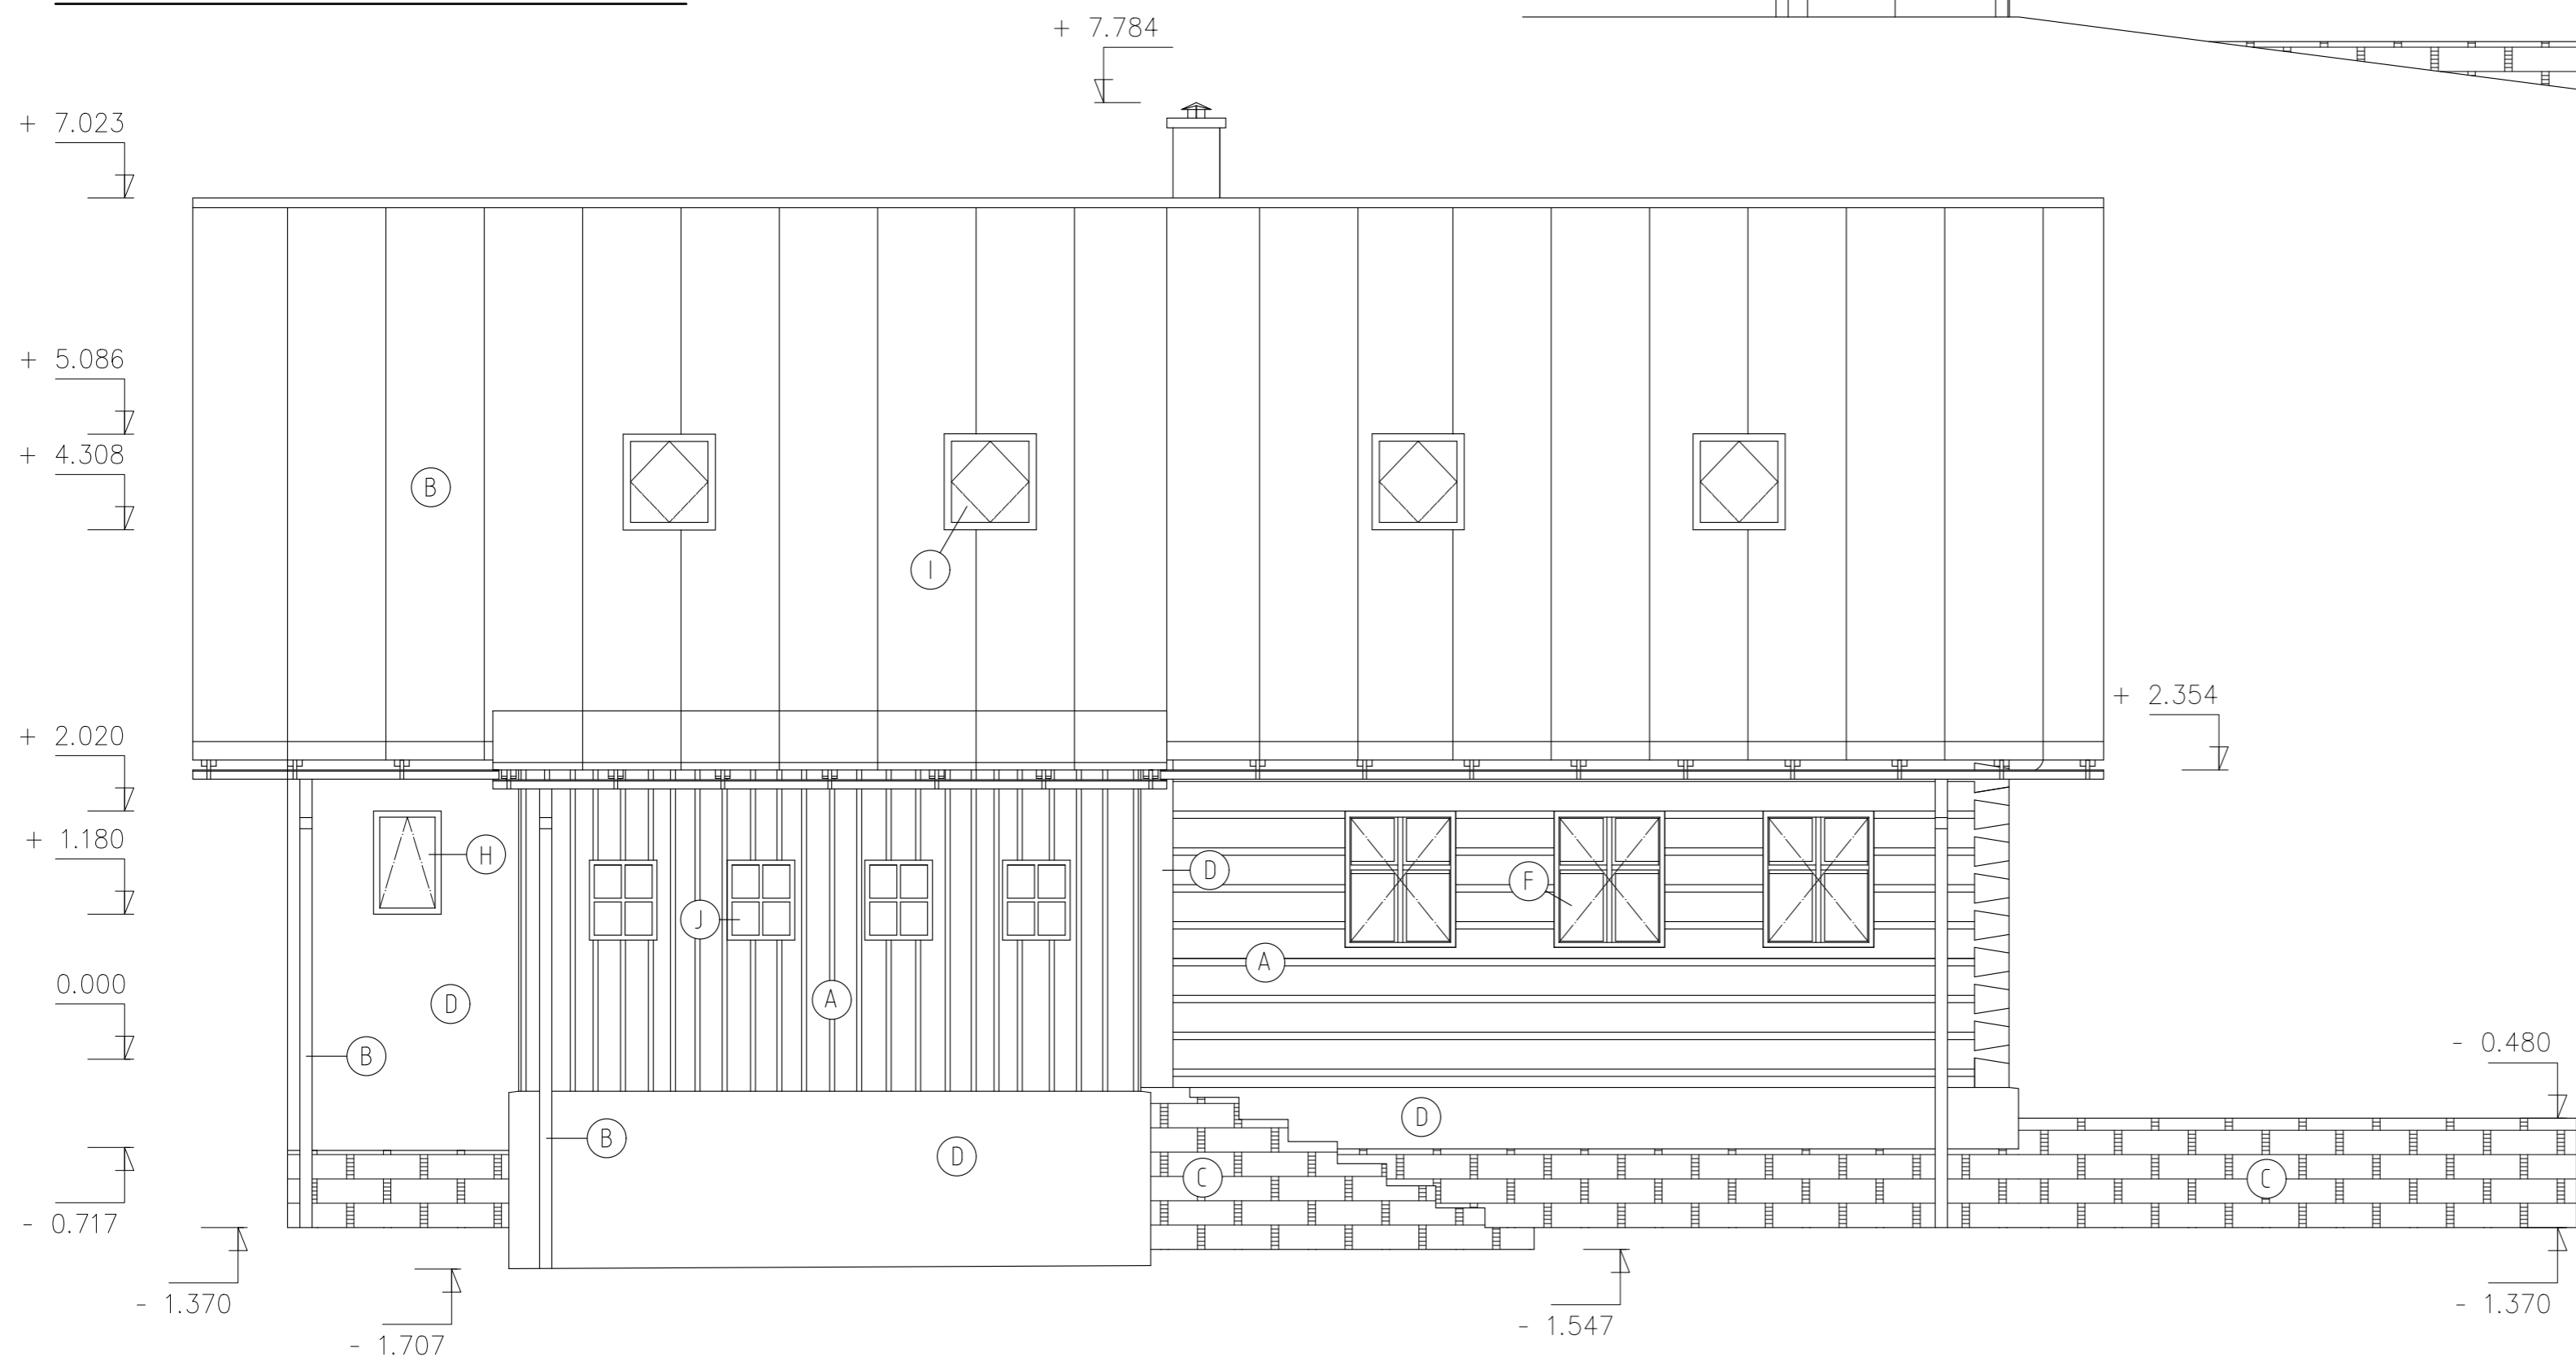 + 7.784
+ 7.023
+ 5.086
+ 4.308
B
I
+ 2.354
+ 2.020
+ 1.180
H
D
F
J
A
A
0.000
D
B
- 0.480
D
B
D
C
C
- 0.717
- 1.370
- 1.707
- 1.547
- 1.370